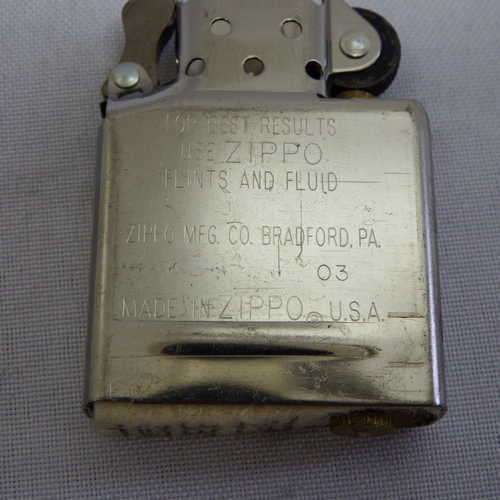 FOR BEST RESULTS
USE ZIPPO
FLINTS AND FLUID
ZIPPO MFG. CO. BRADFORD, PA.
03
MADE IN ZIPPO ® U.S.A.